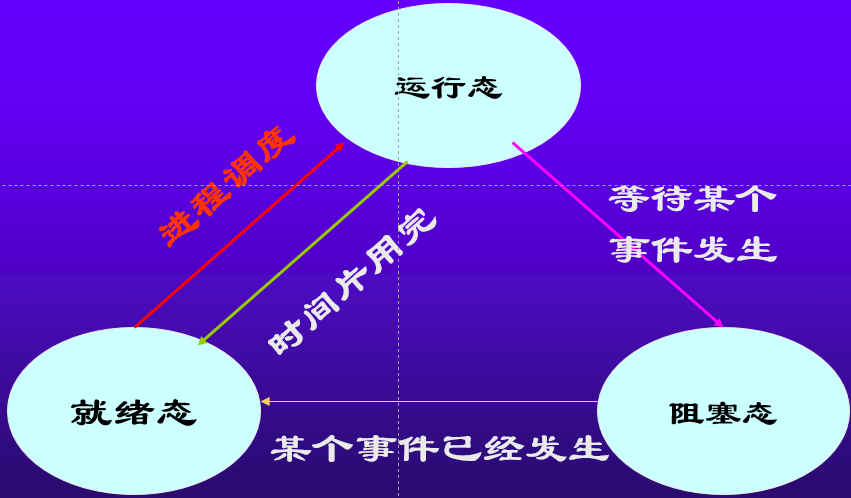 运行态
进程调度
等待某个
事件发生
时间片用完
就绪态
阻塞态
某个事件已经发生